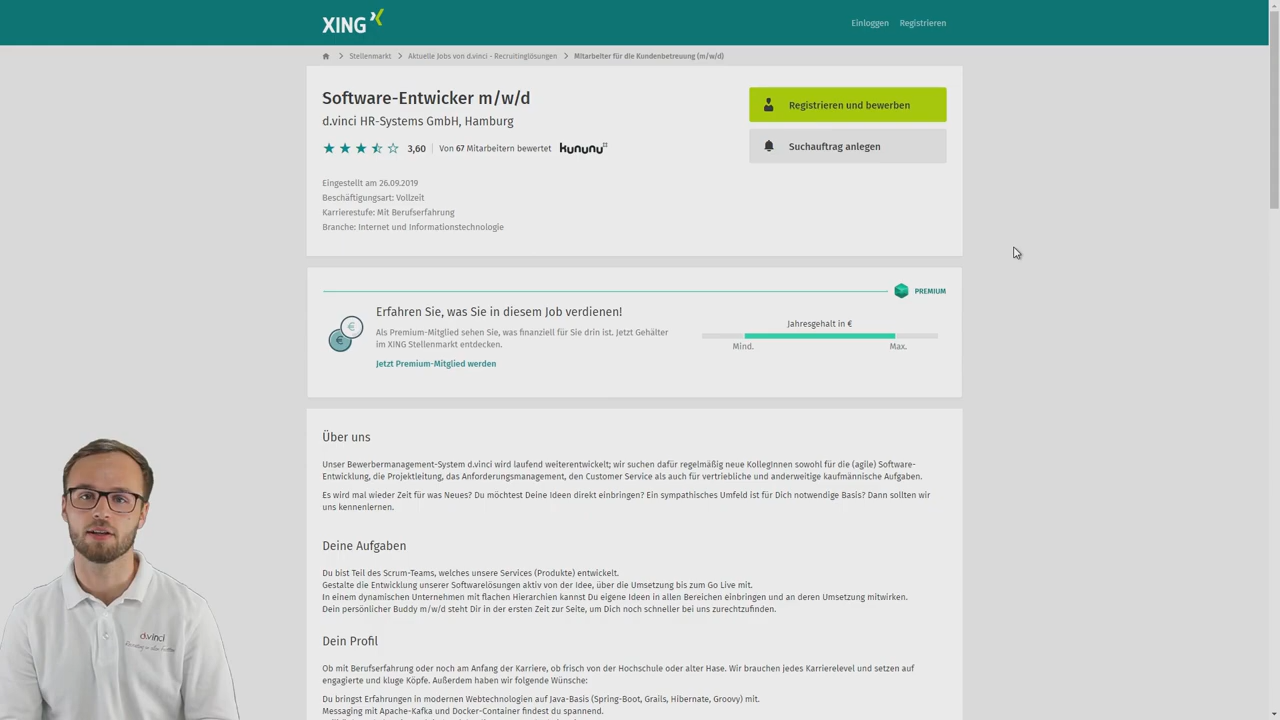 XING
Einloggen Registrieren
Stellenmarkt > Aktuelle Jobs von d.vinci - Recruitinglösungen > Mitarbeiter für die Kundenbetreuung (m/w/d)
Software-Entwicker m/w/d
d.vinci HR-Systems GmbH, Hamburg
3,60 | Von 67 Mitarbeitern bewertet kununu
Eingestellt am 26.09.2019
Beschäftigungsart: Vollzeit
Karrierestufe: Mit Berufserfahrung
Branche: Internet und Informationstechnologie
Registrieren und bewerben
Suchauftrag anlegen
PREMIUM
Erfahren Sie, was Sie in diesem Job verdienen!
Als Premium-Mitglied sehen Sie, was finanziell für Sie drin ist. Jetzt Gehälter
im XING Stellenmarkt entdecken.
Jetzt Premium-Mitglied werden
Jahresgehalt in €
Mind. Max.
Über uns
Unser Bewerbermanagement-System d.vinci wird laufend weiterentwickelt; wir suchen dafür regelmäßig neue KollegInnen sowohl für die (agile) Software-
Entwicklung, die Projektleitung, das Anforderungsmanagement, den Customer Service als auch für vertriebliche und anderweitige kaufmännische Aufgaben.
Es wird mal wieder Zeit für was Neues? Du möchtest Deine Ideen direkt einbringen? Ein sympathisches Umfeld ist für Dich notwendige Basis? Dann sollten wir
uns kennenlernen.
Deine Aufgaben
Du bist Teil des Scrum-Teams, welches unsere Services (Produkte) entwickelt.
Gestalte die Entwicklung unserer Softwarelösungen aktiv von der Idee, über die Umsetzung bis zum Go Live mit.
In einem dynamischen Unternehmen mit flachen Hierarchien kannst Du eigene Ideen in allen Bereichen einbringen und an deren Umsetzung mitwirken.
Dein persönlicher Buddy m/w/d steht Dir in der ersten Zeit zur Seite, um Dich noch schneller bei uns zurechtzufinden.
Dein Profil
Ob mit Berufserfahrung oder noch am Anfang der Karriere, ob frisch von der Hochschule oder alter Hase. Wir brauchen jedes Karrierelevel und setzen auf
engagierte und kluge Köpfe. Außerdem haben wir folgende Wünsche:
Du bringst Erfahrungen in modernen Webtechnologien auf Java-Basis (Spring-Boot, Grails, Hibernate, Groovy) mit.
Messaging mit Apache-Kafka und Docker-Container findest du spannend.
d.vinci